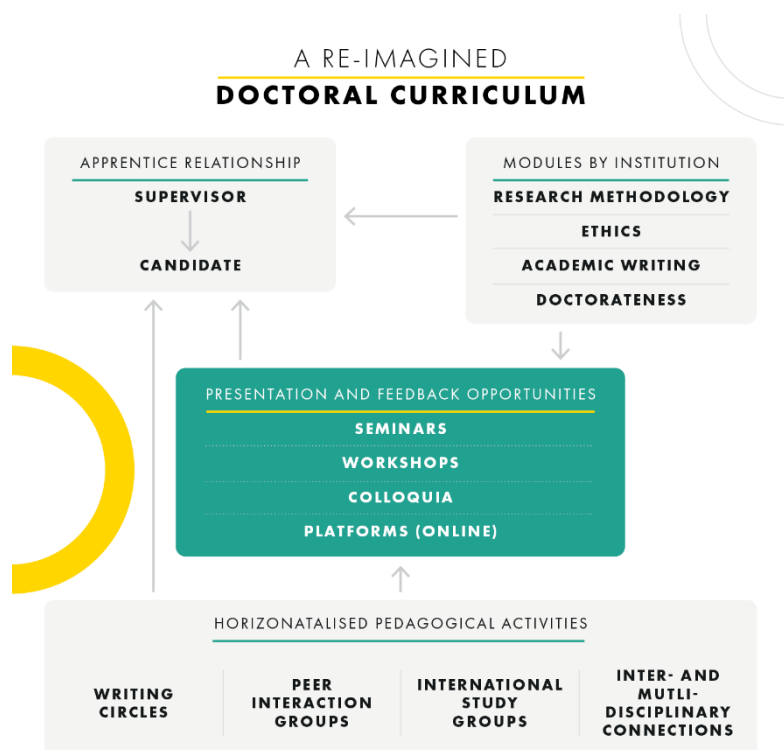 A RE-IMAGINED
DOCTORAL CURRICULUM
APPRENTICE RELATIONSHIP
SUPERVISOR
CANDIDATE
MODULES BY INSTITUTION
RESEARCH METHODOLOGY
ETHICS
ACADEMIC WRITING
DOCTORATENESS
PRESENTATION AND FEEDBACK OPPORTUNITIES
SEMINARS
WORKSHOPS
COLLOQUIA
PLATFORMS (ONLINE)
HORIZONATALISED PEDAGOGICAL ACTIVITIES
WRITING
CIRCLES
PEER
INTERACTION
GROUPS
INTERNATIONAL
STUDY
GROUPS
INTER- AND
MUTLI-
DISCIPLINARY
CONNECTIONS